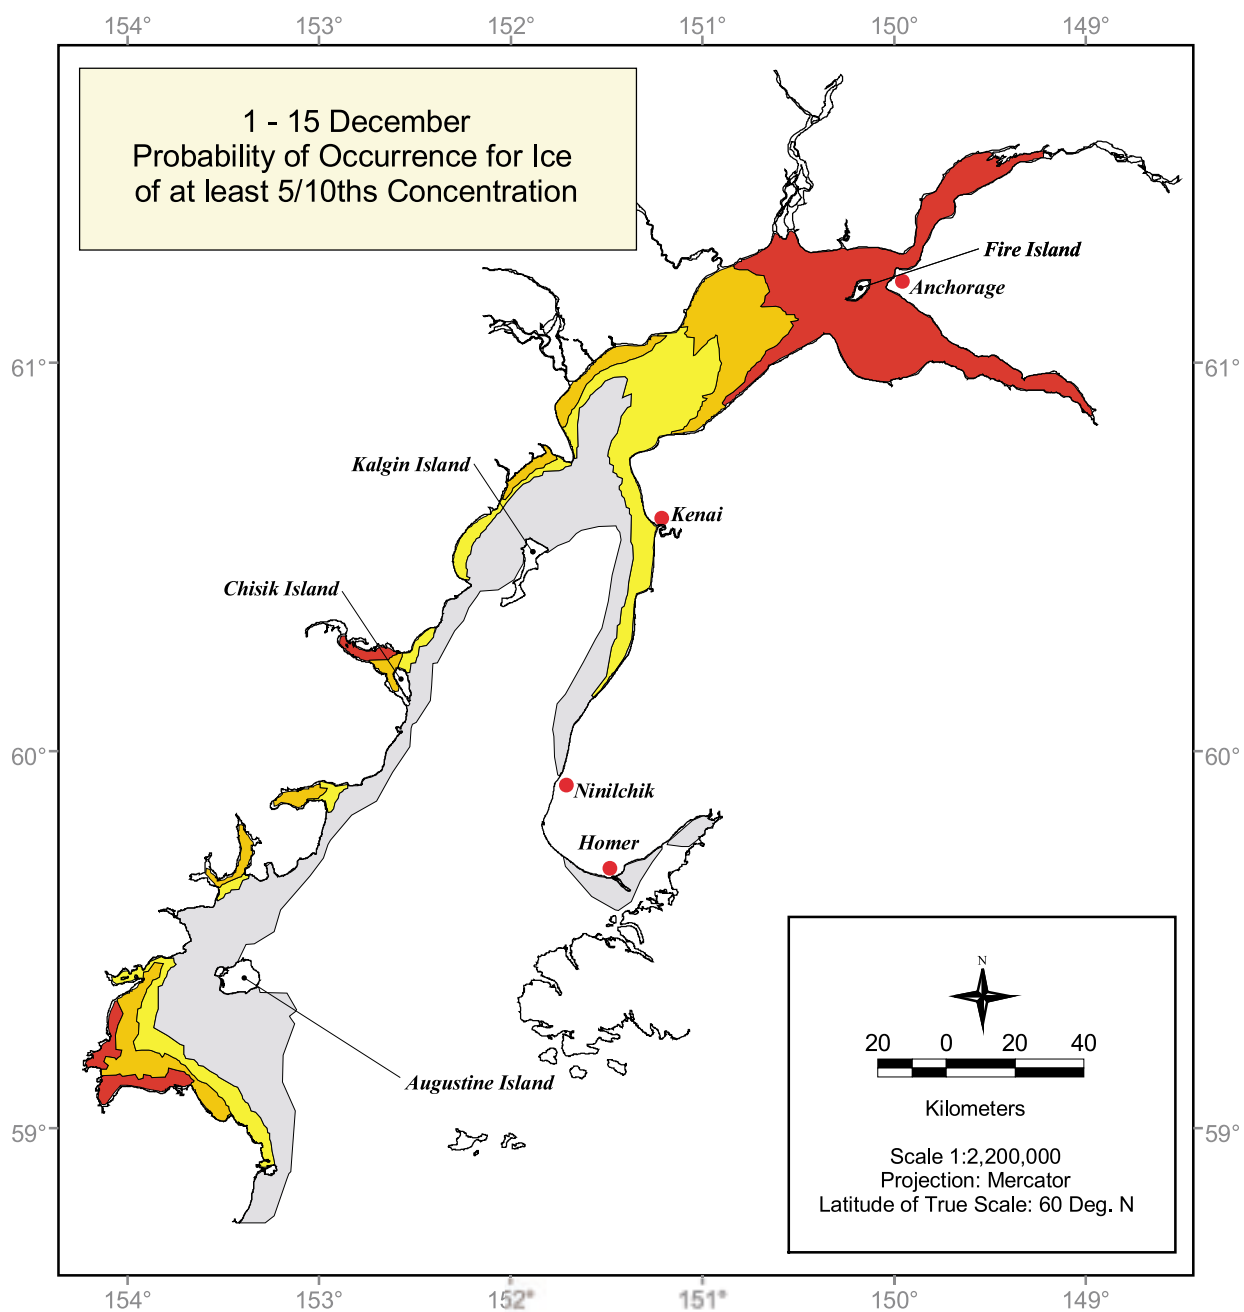 154° 153° 152° 151° 150° 149°
1 - 15 December
Probability of Occurrence for Ice
of at least 5/10ths Concentration
Fire Island
Anchorage
61° 61°
Kalgin Island
Kenai
Chisik Island
60° 60°
Ninilchik
Homer
N
20 0 20 40
Kilometers
Augustine Island
59° 59°
Scale 1:2,200,000
Projection: Mercator
Latitude of True Scale: 60 Deg. N
154° 153° 152° 151° 150° 149°